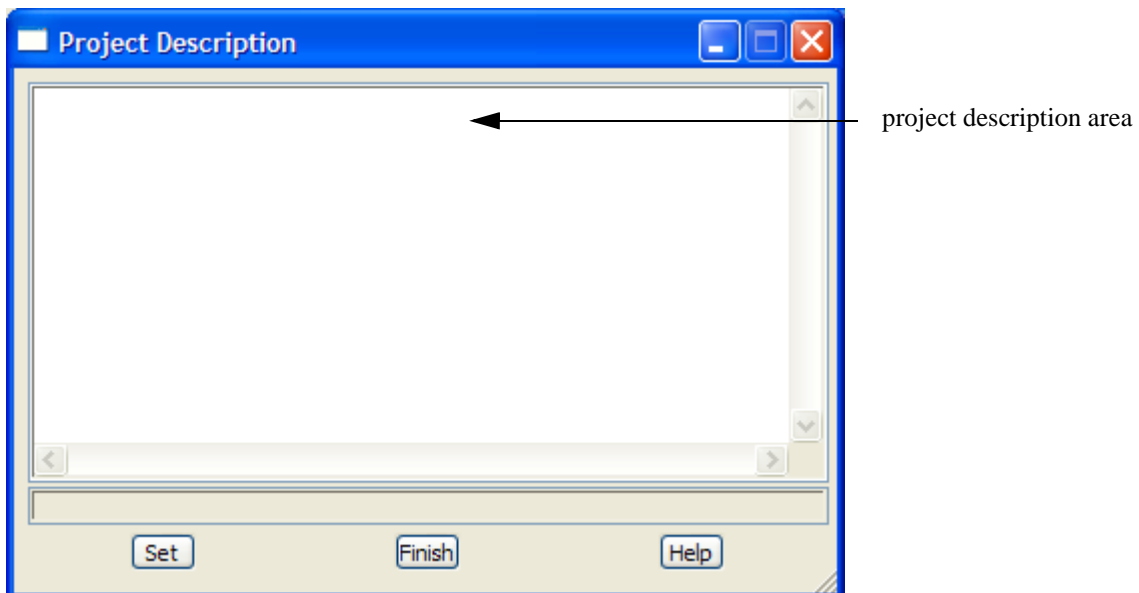 Project Description
project description area
Set
Finish
Help